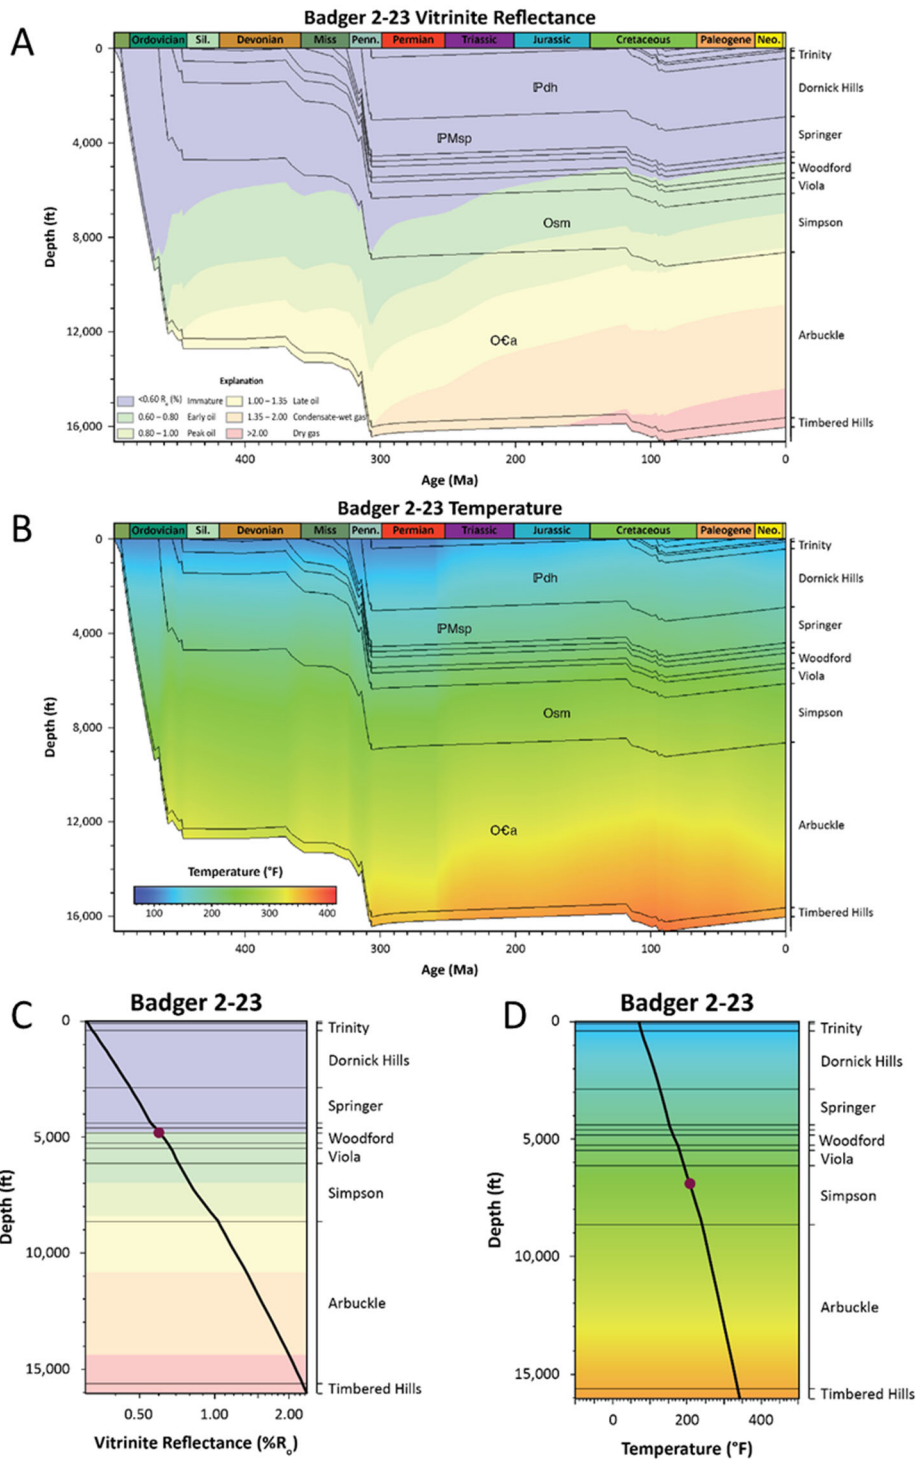 Badger 2-23 Vitrinite Reflectance
A
Ordovician Sil. Devonian Miss Penn. Permian Triassic Jurassic Cretaceous Paleogene Neo.
0
4,000
8,000
12,000
16,000
Depth (ft)
Trinity
Dornick Hills
Springer
Woodford
Viola
Simpson
Arbuckle
Timbered Hills
ℙdh
ℙMsp
Osm
O€a
Explanation
<0.60 Ro (%) Immature 1.00 – 1.35 Late oil
0.60 – 0.80 Early oil 1.35 – 2.00 Condensate-wet gas
0.80 – 1.00 Peak oil >2.00 Dry gas
400 300 200 100 0
Age (Ma)
Badger 2-23 Temperature
B
Ordovician Sil. Devonian Miss Penn. Permian Triassic Jurassic Cretaceous Paleogene Neo.
0
4,000
8,000
12,000
16,000
Depth (ft)
Trinity
Dornick Hills
Springer
Woodford
Viola
Simpson
Arbuckle
Timbered Hills
ℙdh
ℙMsp
Osm
O€a
Temperature (°F)
100 200 300 400
400 300 200 100 0
Age (Ma)
C
Badger 2-23
0
5,000
10,000
15,000
Depth (ft)
Trinity
Dornick Hills
Springer
Woodford
Viola
Simpson
Arbuckle
Timbered Hills
0.50 1.00 2.00
Vitrinite Reflectance (%Ro)
D
Badger 2-23
0
5,000
10,000
15,000
Depth (ft)
Trinity
Dornick Hills
Springer
Woodford
Viola
Simpson
Arbuckle
Timbered Hills
0 200 400
Temperature (°F)